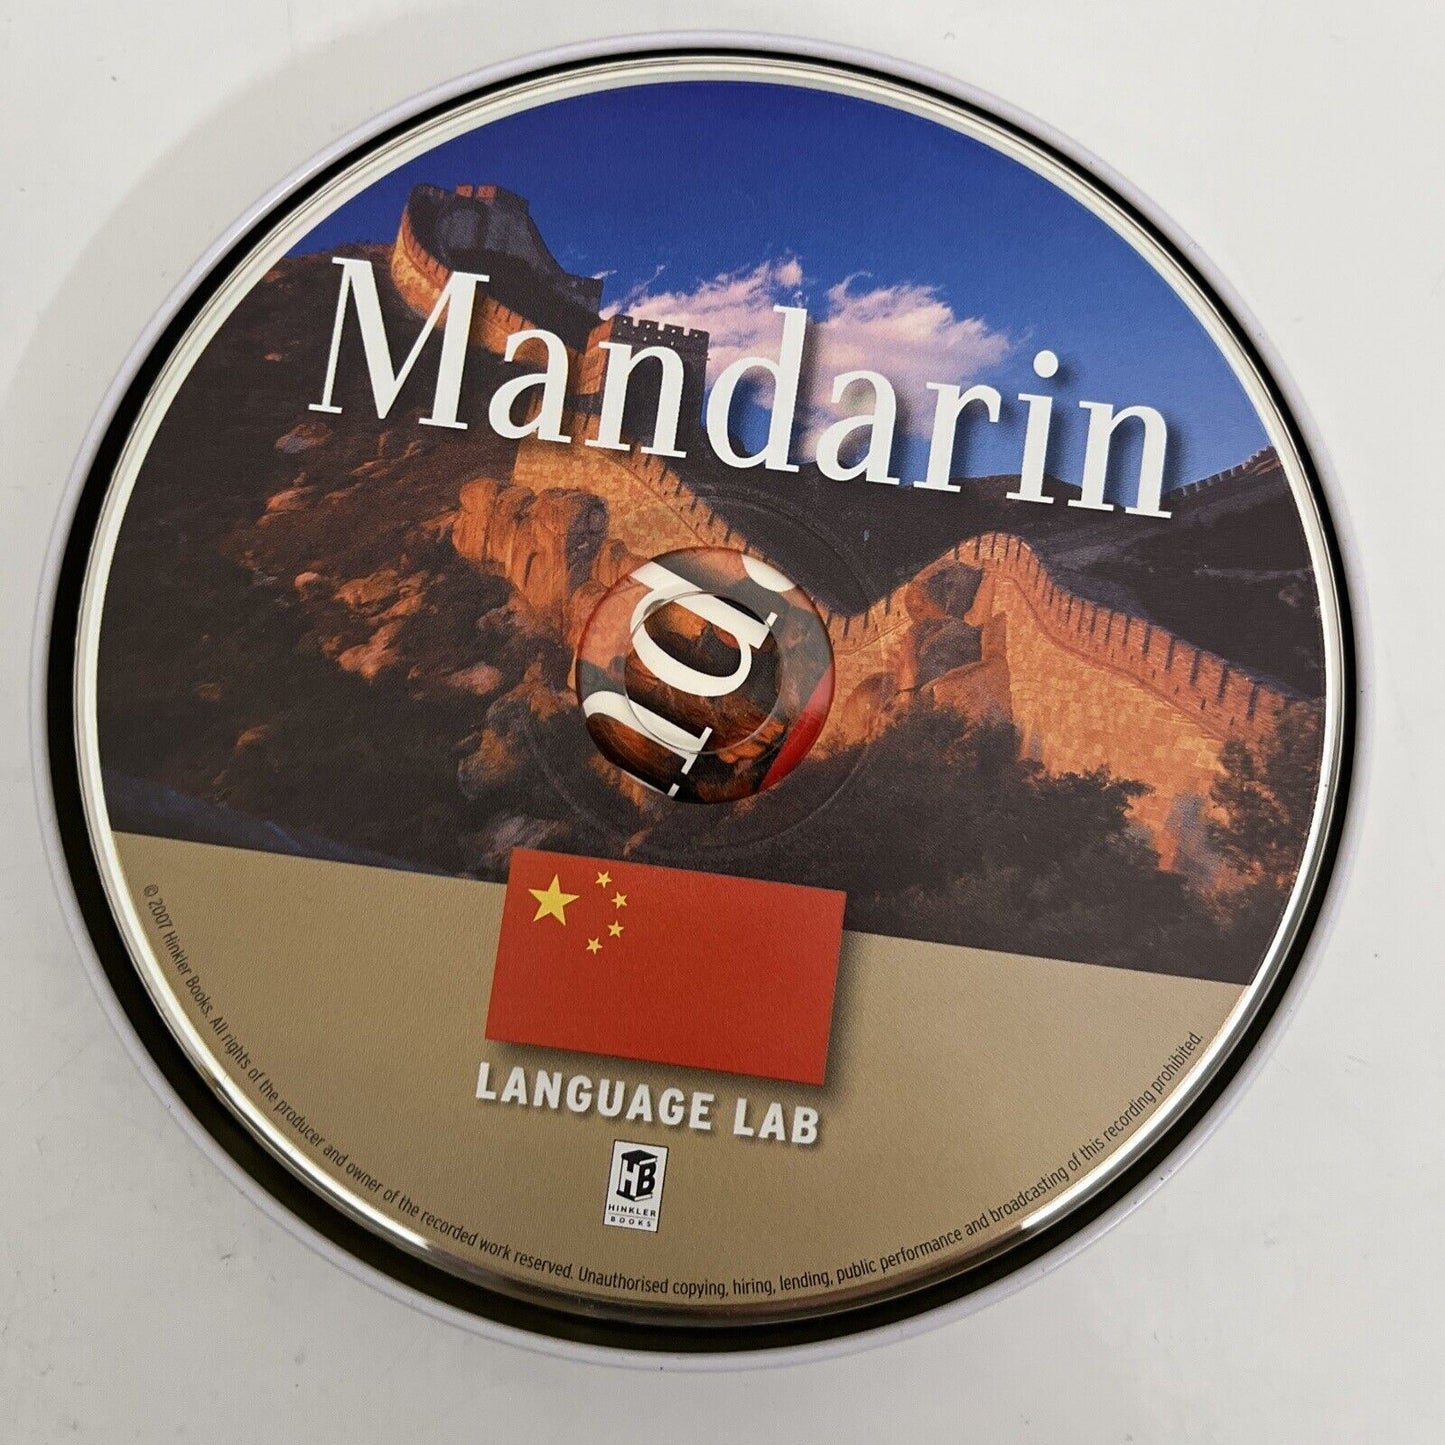 Mandarin
LANGUAGE LAB
HB
HINKLER
BOOKS
© 2007 Hinkler Books. All rights of the producer and owner of the recorded work reserved. Unauthorised copying, hiring, lending, public performance and broadcasting of this recording prohibited.